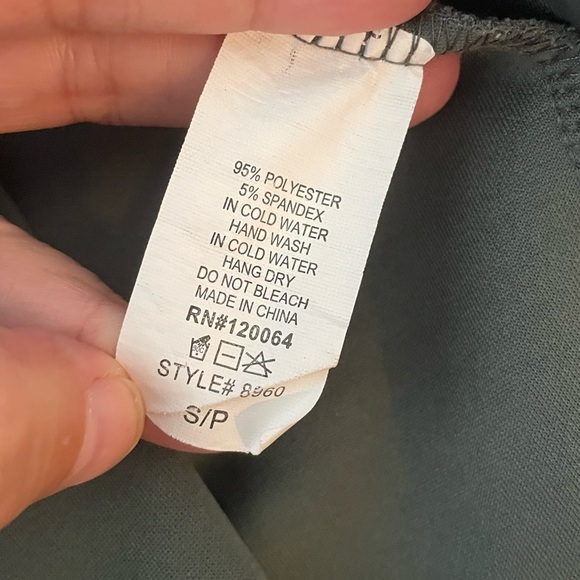 95% POLYESTER
5% SPANDEX
IN COLD WATER
HAND WASH
IN COLD WATER
HANG DRY
DO NOT BLEACH
MADE IN CHINA
RN#120064
STYLE# 8960
S/P